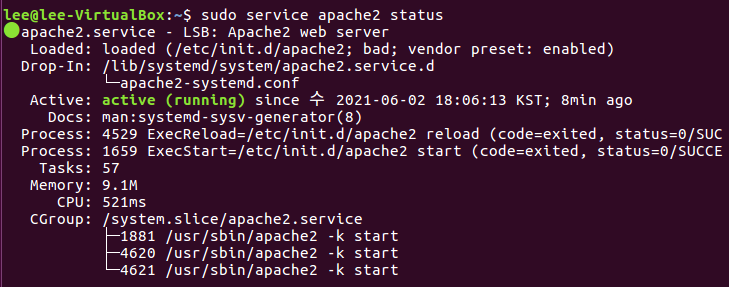 lee@lee-VirtualBox:~$ sudo service apache2 status
● apache2.service - LSB: Apache2 web server
   Loaded: loaded (/etc/init.d/apache2; bad; vendor preset: enabled)
  Drop-In: /lib/systemd/system/apache2.service.d
           └─apache2-systemd.conf
   Active: active (running) since 수 2021-06-02 18:06:13 KST; 8min ago
     Docs: man:systemd-sysv-generator(8)
  Process: 4529 ExecReload=/etc/init.d/apache2 reload (code=exited, status=0/SUC
  Process: 1659 ExecStart=/etc/init.d/apache2 start (code=exited, status=0/SUCCE
    Tasks: 57
   Memory: 9.1M
      CPU: 521ms
   CGroup: /system.slice/apache2.service
           ├─1881 /usr/sbin/apache2 -k start
           ├─4620 /usr/sbin/apache2 -k start
           └─4621 /usr/sbin/apache2 -k start